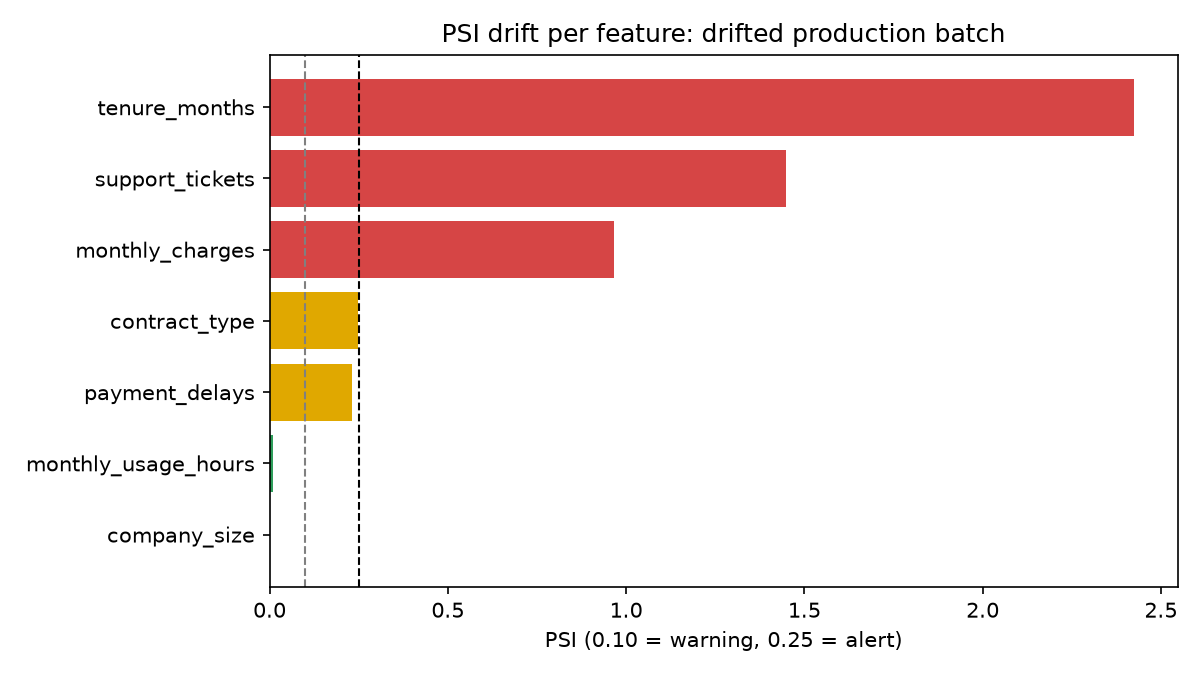 PSI drift per feature: drifted production batch
tenure_months
support_tickets
monthly_charges
contract_type
payment_delays
monthly_usage_hours
company_size
0.0 0.5 1.0 1.5 2.0 2.5
PSI (0.10 = warning, 0.25 = alert)